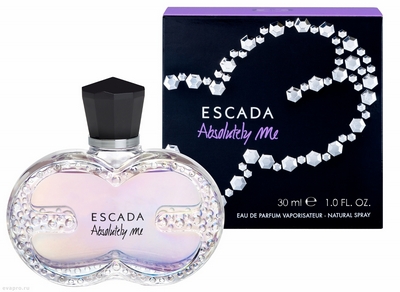 ESCADA
Absolutely Me
30 ml e 1.0 FL. OZ.
EAU DE PARFUM VAPORISATEUR - NATURAL SPRAY
ESCADA
Absolutely Me